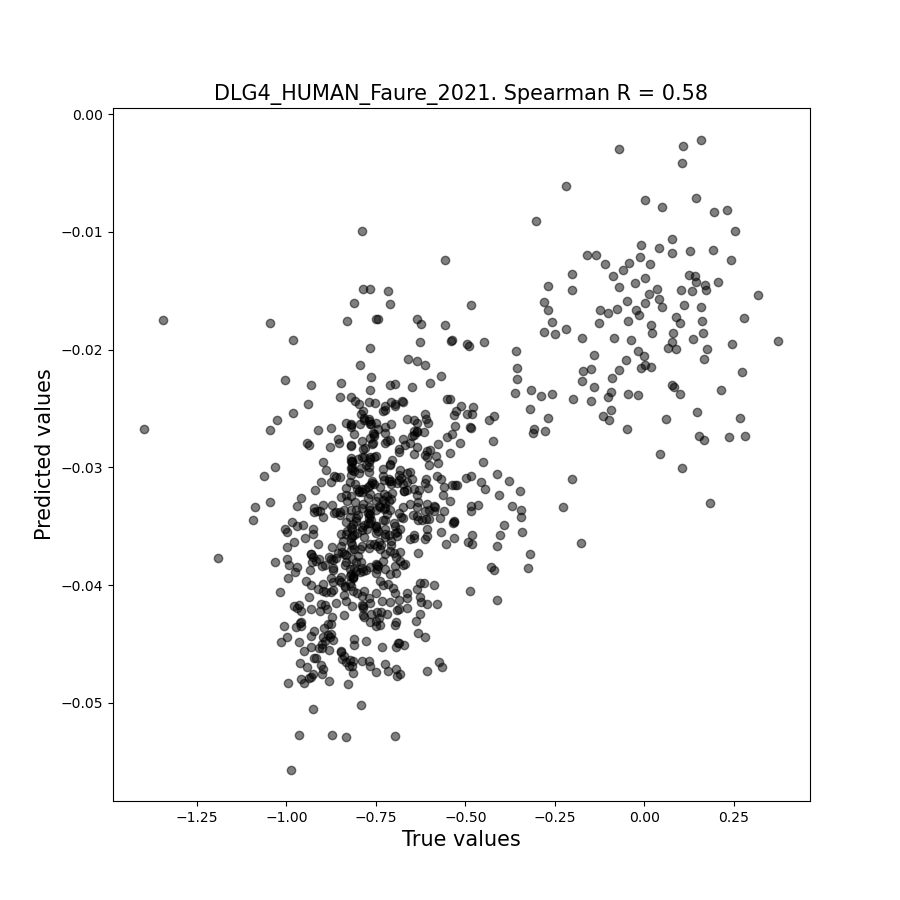 DLG4_HUMAN_Faure_2021. Spearman R = 0.58
0.00
−0.01
−0.02
−0.03
−0.04
−0.05
Predicted values
−1.25 −1.00 −0.75 −0.50 −0.25 0.00 0.25
True values